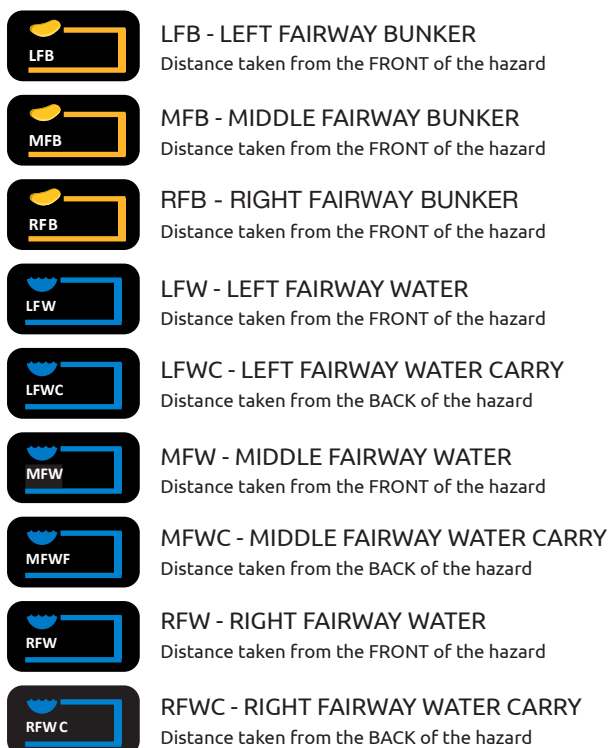 LFB
LFB - LEFT FAIRWAY BUNKER
Distance taken from the FRONT of the hazard
MFB
MFB - MIDDLE FAIRWAY BUNKER
Distance taken from the FRONT of the hazard
RFB
RFB - RIGHT FAIRWAY BUNKER
Distance taken from the FRONT of the hazard
LFW
LFW - LEFT FAIRWAY WATER
Distance taken from the FRONT of the hazard
LFWC
LFWC - LEFT FAIRWAY WATER CARRY
Distance taken from the BACK of the hazard
MFW
MFW - MIDDLE FAIRWAY WATER
Distance taken from the FRONT of the hazard
MFWF
MFWC - MIDDLE FAIRWAY WATER CARRY
Distance taken from the BACK of the hazard
RFW
RFW - RIGHT FAIRWAY WATER
Distance taken from the FRONT of the hazard
RFWC
RFWC - RIGHT FAIRWAY WATER CARRY
Distance taken from the BACK of the hazard